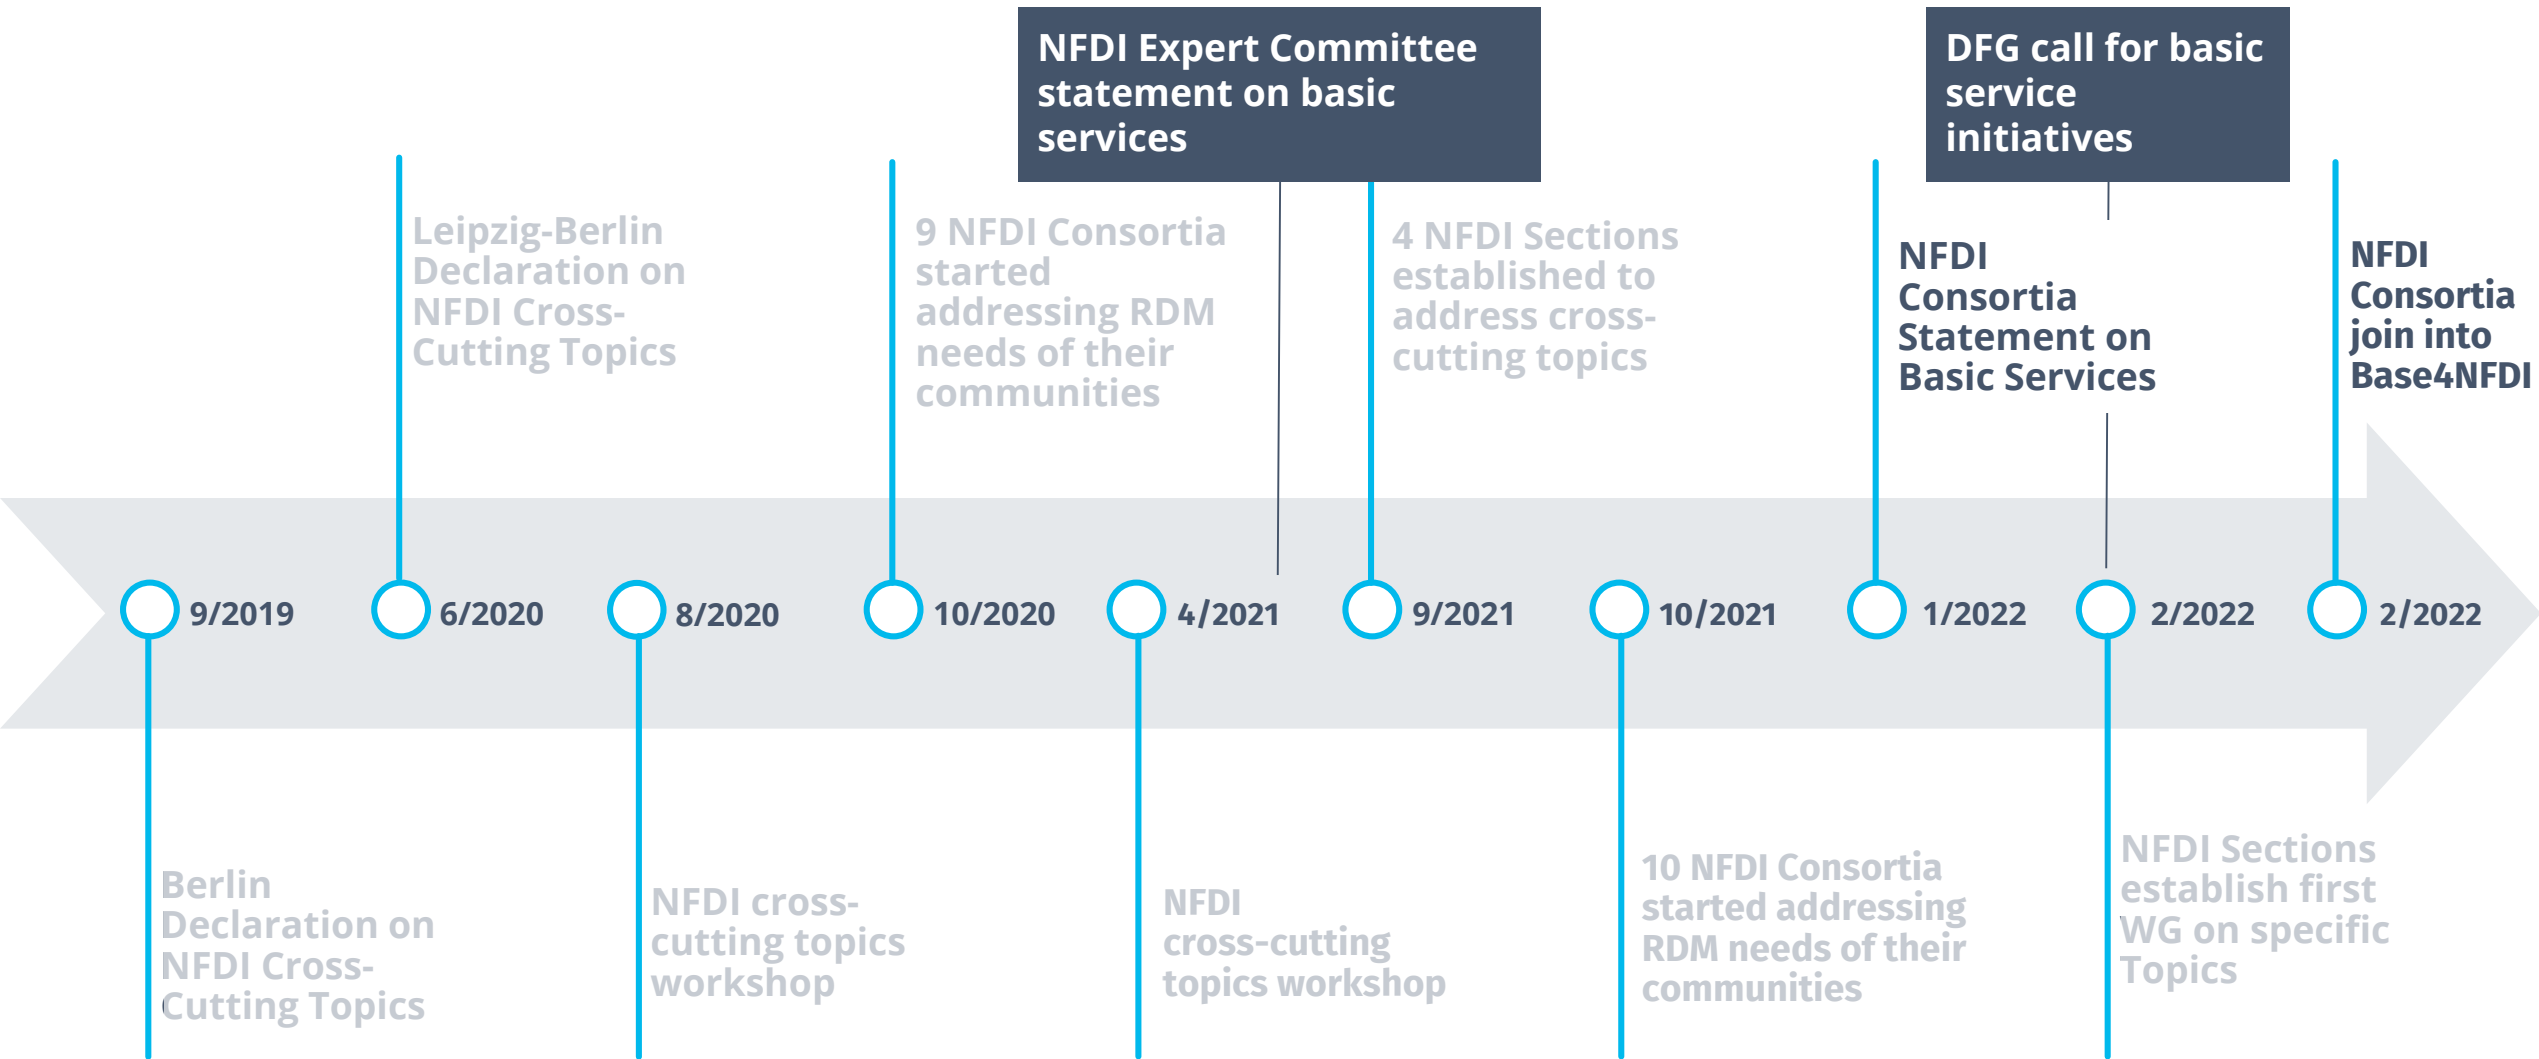 NFDI Expert Committee
statement on basic
services
DFG call for basic
service
initiatives
Leipzig-Berlin
Declaration on
NFDI Cross-
Cutting Topics
9 NFDI Consortia
started
addressing RDM
needs of their
communities
4 NFDI Sections
established to
address cross-
cutting topics
NFDI
Consortia
Statement on
Basic Services
NFDI
Consortia
join into
Base4NFDI
9/2019
6/2020
8/2020
10/2020
4/2021
9/2021
10/2021
1/2022
2/2022
2/2022
Berlin
Declaration on
NFDI Cross-
Cutting Topics
NFDI cross-
cutting topics
workshop
NFDI
cross-cutting
topics workshop
10 NFDI Consortia
started addressing
RDM needs of their
communities
NFDI Sections
establish first
WG on specific
Topics